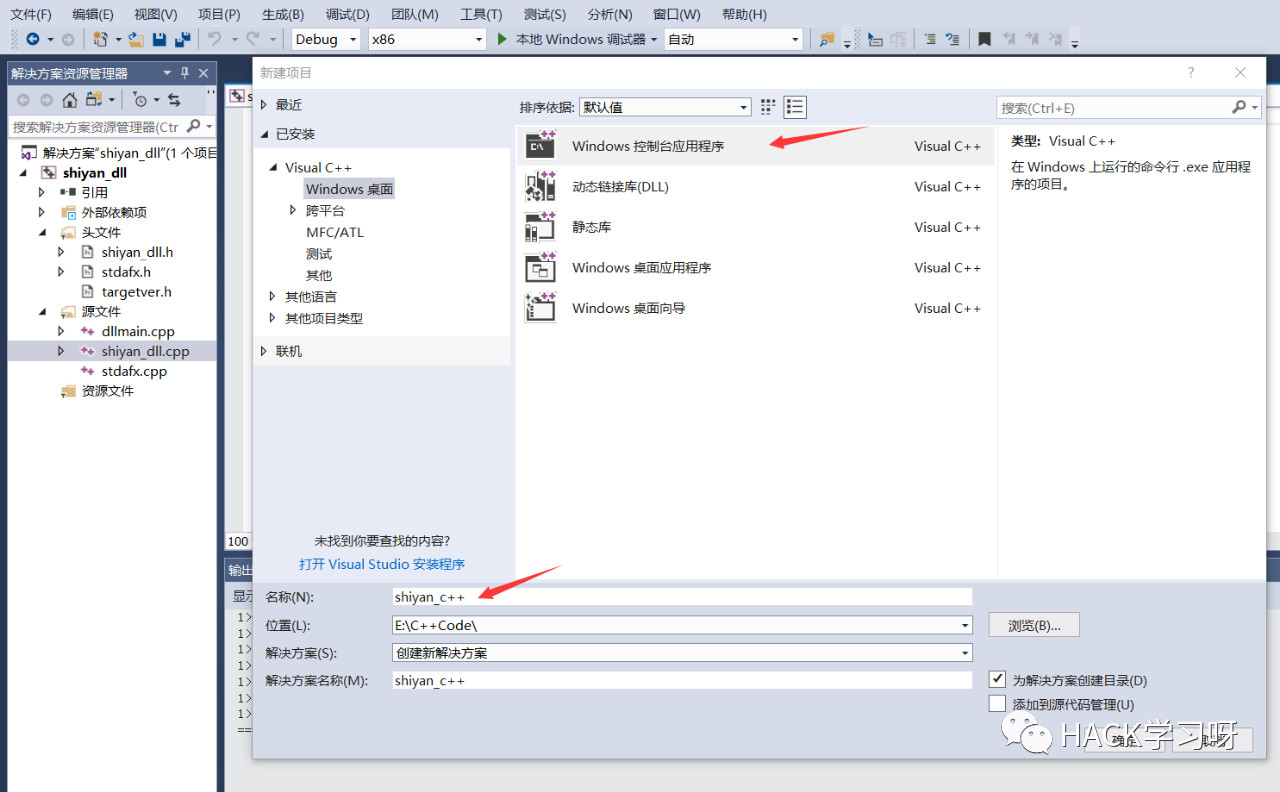 文件(F) 编辑(E) 视图(V) 项目(P) 生成(B) 调试(D) 团队(M) 工具(T) 测试(S) 分析(N) 窗口(W) 帮助(H)
Debug x86 本地 Windows 调试器 自动
解决方案资源管理器
搜索解决方案资源管理器(Ctr
解决方案"shiyan_dll"(1 个项目
shiyan_dll
引用
外部依赖项
头文件
shiyan_dll.h
stdafx.h
targetver.h
源文件
dllmain.cpp
shiyan_dll.cpp
stdafx.cpp
资源文件
100
输出
显示
1>
1>
1>
1>
1>
1>
1>
==
新建项目
最近
已安装
Visual C++
Windows 桌面
跨平台
MFC/ATL
测试
其他
其他语言
其他项目类型
联机
未找到你要查找的内容?
打开 Visual Studio 安装程序
排序依据: 默认值
搜索(Ctrl+E)
Windows 控制台应用程序 Visual C++
动态链接库(DLL) Visual C++
静态库 Visual C++
Windows 桌面应用程序 Visual C++
Windows 桌面向导 Visual C++
类型: Visual C++
在 Windows 上运行的命令行 .exe 应用程
序的项目。
名称(N): shiyan_c++
位置(L): E:\C++Code\ 浏览(B)...
解决方案(S): 创建新解决方案
解决方案名称(M): shiyan_c++
为解决方案创建目录(D)
添加到源代码管理(U)
HACK学习呀